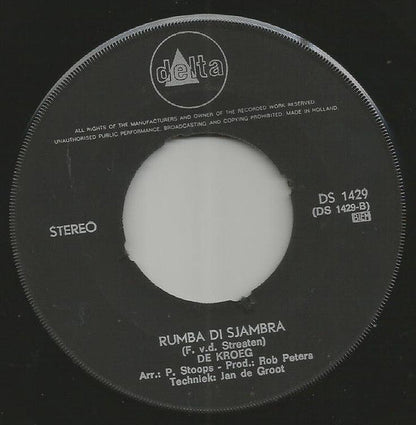 delta
ALL RIGHTS OF THE MANUFACTURERS AND OWNER OF THE RECORDED WORK RESERVED
UNAUTHORISED PUBLIC PERFORMANCE, BROADCASTING AND COPYING PROHIBITED. MADE IN HOLLAND.
STEREO
DS 1429
(DS 1429-B)
RUMBA DI SJAMBRA
(F. v.d. Streaten)
DE KROEG
Arr.: P. Stoops - Prod.: Rob Peters
Techniek: Jan de Groot